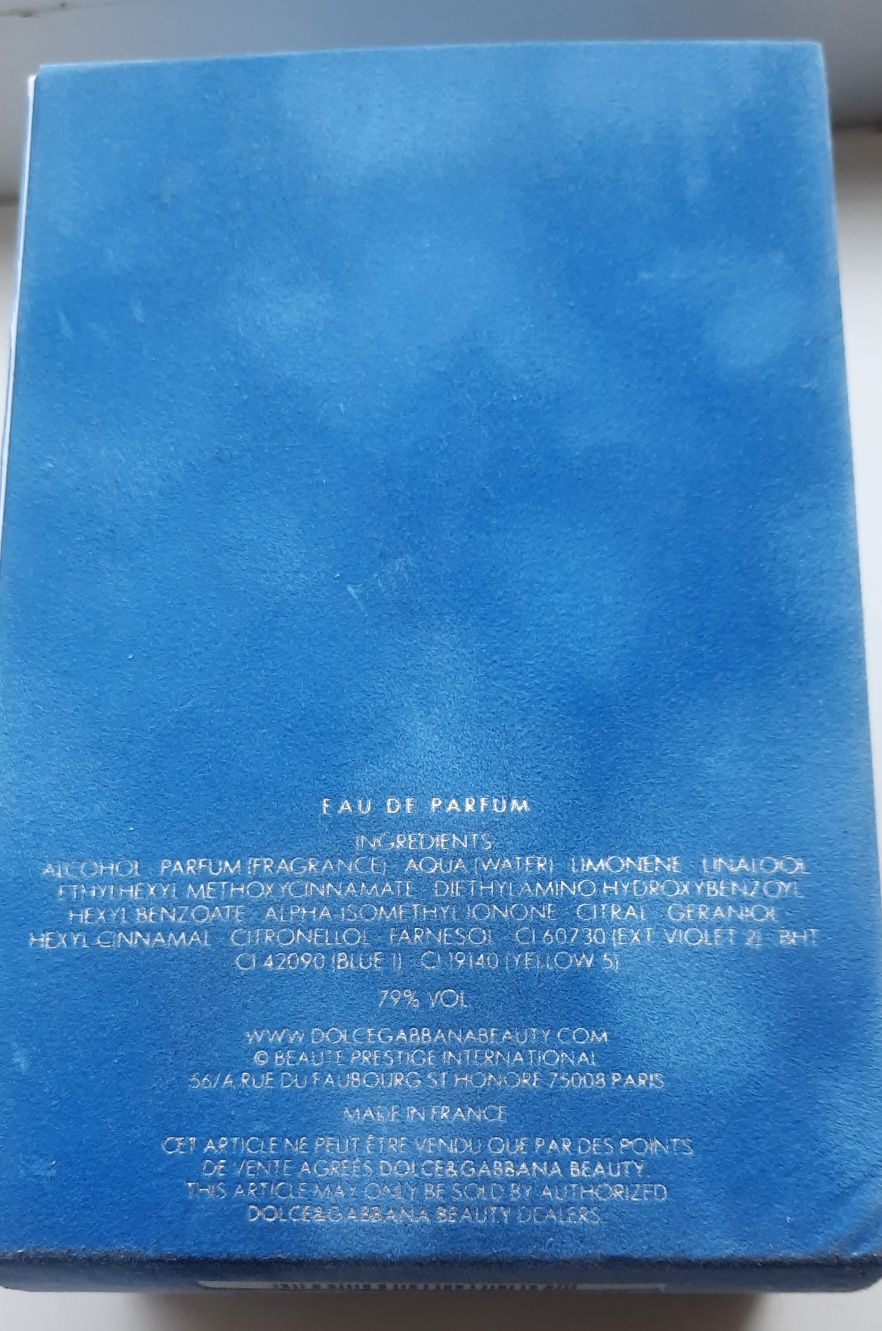 EAU DE PARFUM
INGREDIENTS
ALCOHOL PARFUM (FRAGRANCE) AQUA (WATER) LIMONENE LINALOOL
ETHYLHEXYL METHOXYCINNAMATE DIETHYLAMINO HYDROXYBENZOYL
HEXYL BENZOATE ALPHA ISOMETHYL IONONE CITRAL GERANIOL
HEXYL CINNAMAL CITRONELLOL FARNESOL CI 60730 (EXT VIOLET 2) BHT
CI 42090 (BLUE 1) CI 19140 (YELLOW 5)
79% VOL
WWW DOLCEGABBANABEAUTY COM
© BEAUTÉ PRESTIGE INTERNATIONAL
56/A RUE DU FAUBOURG ST HONORÉ 75008 PARIS
MADE IN FRANCE
CET ARTICLE NE PEUT ÊTRE VENDU QUE PAR DES POINTS
DE VENTE AGRÉÉS DOLCE&GABBANA BEAUTY
THIS ARTICLE MAY ONLY BE SOLD BY AUTHORIZED
DOLCE&GABBANA BEAUTY DEALERS